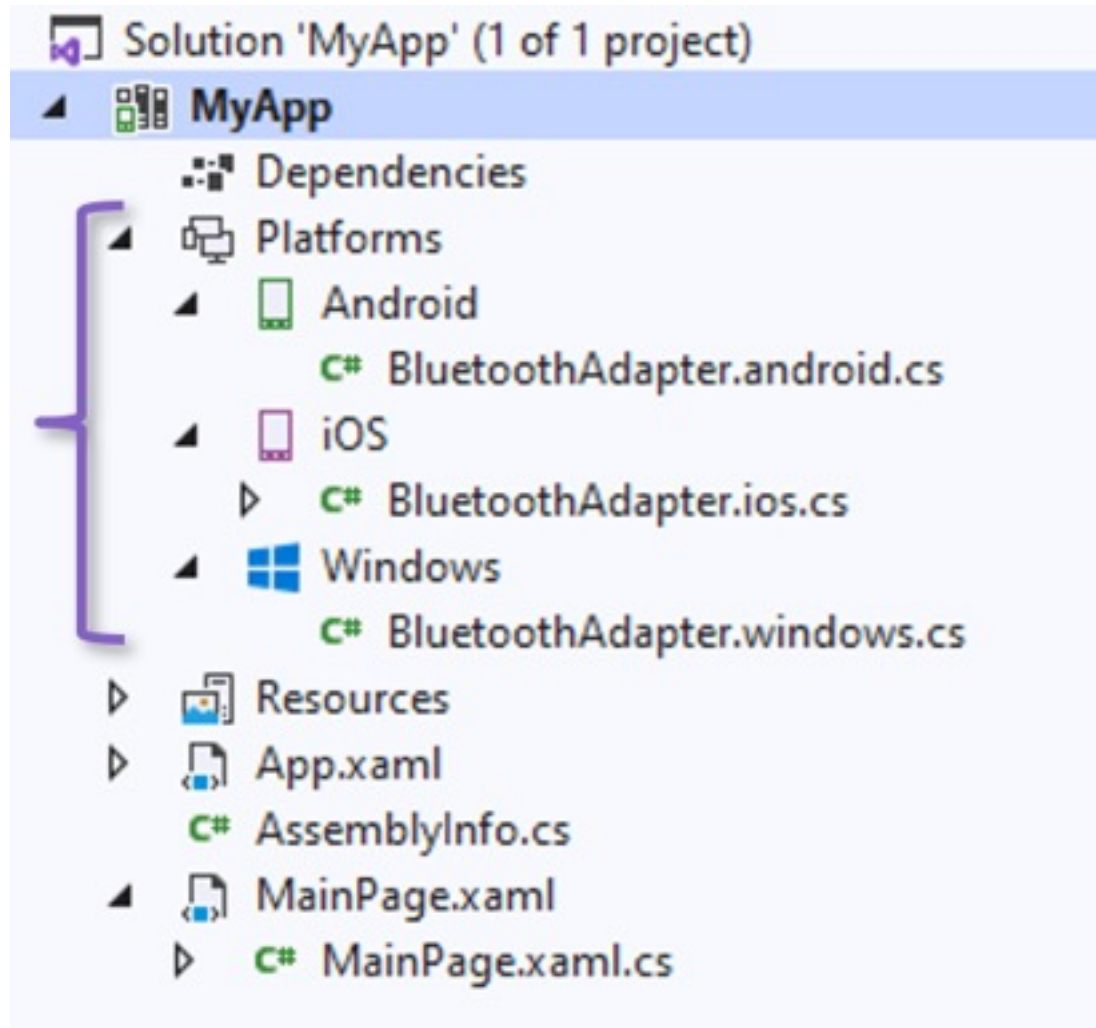 Solution 'MyApp' (1 of 1 project)
MyApp
Dependencies
Platforms
Android
C# BluetoothAdapter.android.cs
iOS
C# BluetoothAdapter.ios.cs
Windows
C# BluetoothAdapter.windows.cs
Resources
App.xaml
C# AssemblyInfo.cs
MainPage.xaml
C# MainPage.xaml.cs